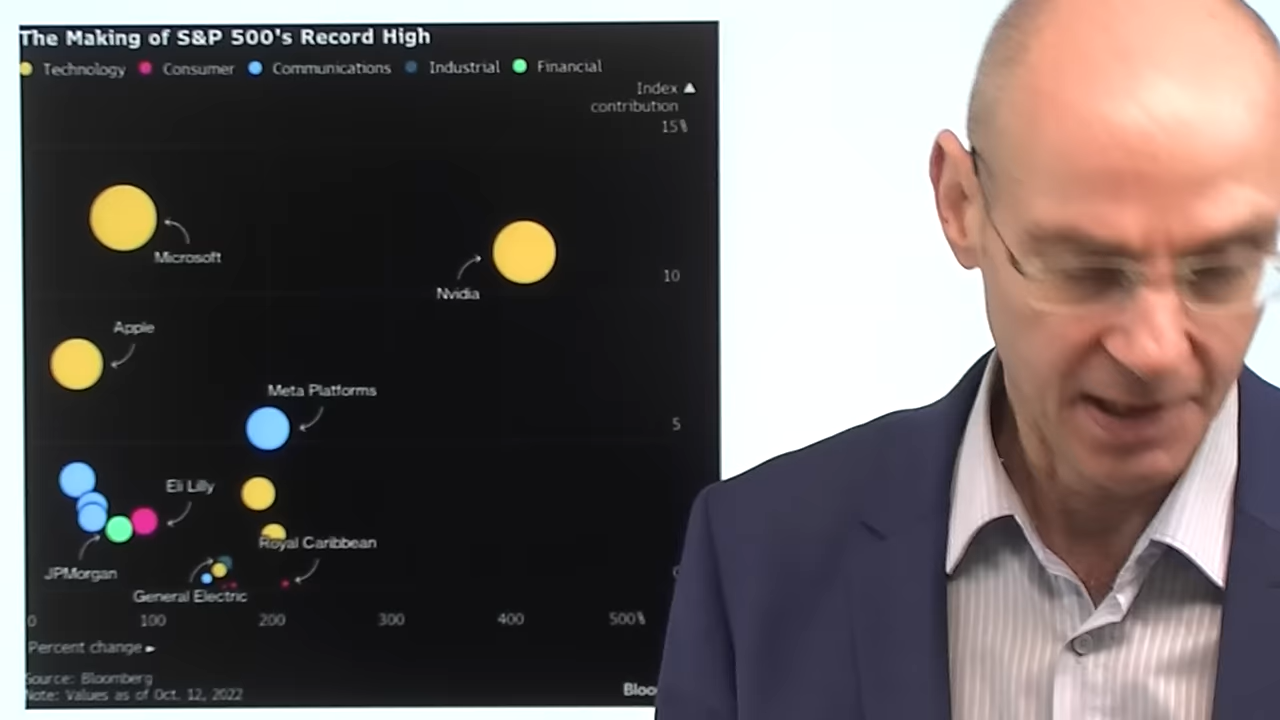 The Making of S&P 500's Record High
Technology Consumer Communications Industrial Financial
Index ▲
contribution
15%
Microsoft
10
Nvidia
Apple
Meta Platforms
5
Eli Lilly
Royal Caribbean
JPMorgan
General Electric
0 100 200 300 400 500%
Percent change ►
Source: Bloomberg
Note: Values as of Oct. 12, 2022